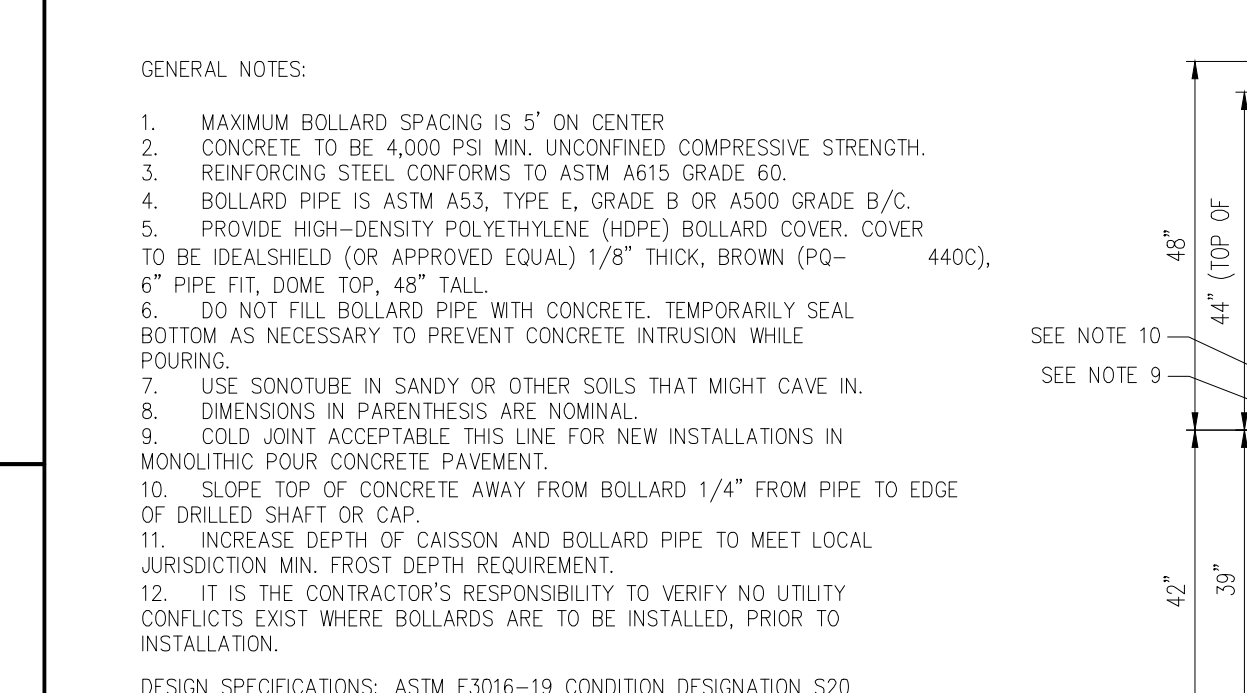 GENERAL NOTES:
1. MAXIMUM BOLLARD SPACING IS 5' ON CENTER
2. CONCRETE TO BE 4,000 PSI MIN. UNCONFINED COMPRESSIVE STRENGTH.
3. REINFORCING STEEL CONFORMS TO ASTM A615 GRADE 60.
4. BOLLARD PIPE IS ASTM A53, TYPE E, GRADE B OR A500 GRADE B/C.
5. PROVIDE HIGH-DENSITY POLYETHYLENE (HDPE) BOLLARD COVER. COVER
TO BE IDEALSHIELD (OR APPROVED EQUAL) 1/8" THICK, BROWN (PQ- 440C),
6" PIPE FIT, DOME TOP, 48" TALL.
6. DO NOT FILL BOLLARD PIPE WITH CONCRETE. TEMPORARILY SEAL
BOTTOM AS NECESSARY TO PREVENT CONCRETE INTRUSION WHILE
POURING.
7. USE SONOTUBE IN SANDY OR OTHER SOILS THAT MIGHT CAVE IN.
8. DIMENSIONS IN PARENTHESIS ARE NOMINAL.
9. COLD JOINT ACCEPTABLE THIS LINE FOR NEW INSTALLATIONS IN
MONOLITHIC POUR CONCRETE PAVEMENT.
10. SLOPE TOP OF CONCRETE AWAY FROM BOLLARD 1/4" FROM PIPE TO EDGE
OF DRILLED SHAFT OR CAP.
11. INCREASE DEPTH OF CAISSON AND BOLLARD PIPE TO MEET LOCAL
JURISDICTION MIN. FROST DEPTH REQUIREMENT.
12. IT IS THE CONTRACTOR'S RESPONSIBILITY TO VERIFY NO UTILITY
CONFLICTS EXIST WHERE BOLLARDS ARE TO BE INSTALLED, PRIOR TO
INSTALLATION.
DESIGN SPECIFICATIONS: ASTM F3016-19 CONDITION DESIGNATION S20
48"
44" (TOP OF
SEE NOTE 10
SEE NOTE 9
42"
39"